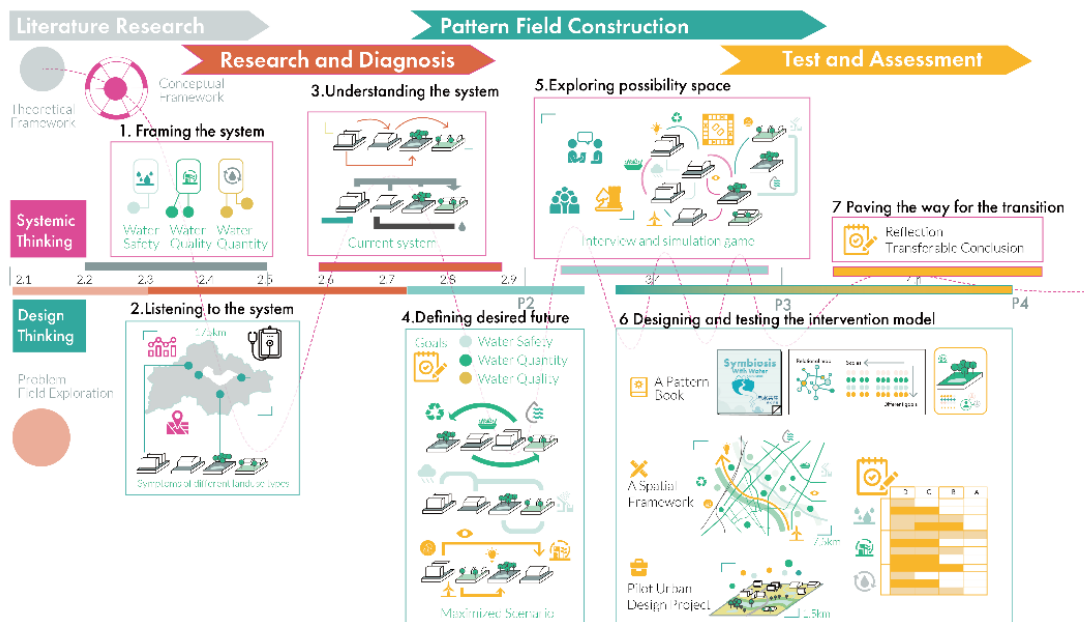 Literature Research
Pattern Field Construction
Research and Diagnosis
Test and Assessment
Theoretical
Framework
Conceptual
Framework
1. Framing the system
Water
Safety
Water
Quality
Water
Quantity
3.Understanding the system
Current system
5.Exploring possibility space
Interview and simulation game
7 Paving the way for the transition
Reflection
Transferable Conclusion
Systemic
Thinking
2.1
2.2
2.3
2.4
2.5
2.6
2.7
2.8
2.9
P2
P3
P4
Design
Thinking
Problem
Field Exploration
2.Listening to the system
175km
Symptoms of different landuse types
4.Defining desired future
Goals
Water Safety
Water Quantity
Water Quality
Maximized Scenario
6 Designing and testing the intervention model
A Pattern
Book
Symbiosis
With Water
Different goals
A Spatial
Framework
7,5km
Pilot Urban
Design Project
1.5km
D C B A